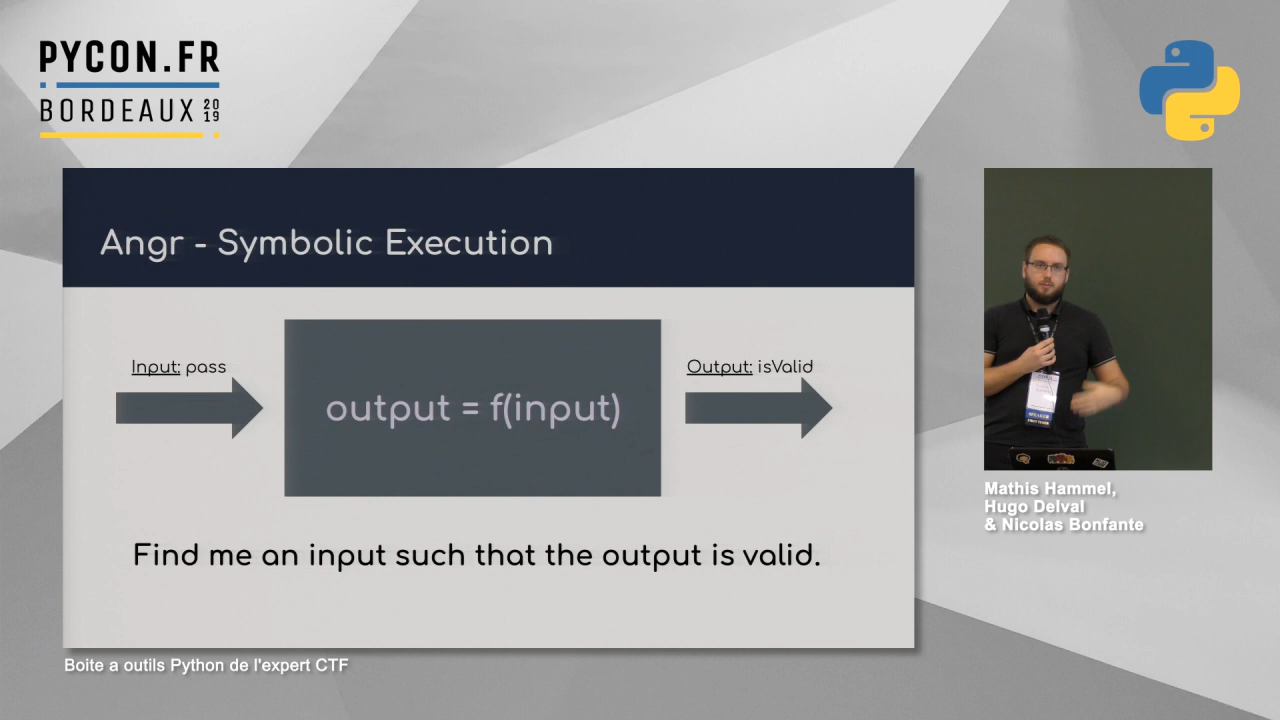 PYCON.FR
BORDEAUX 2019
Angr - Symbolic Execution
Input: pass
output = f(input)
Output: isValid
Find me an input such that the output is valid.
SPEAKER
Mathis Hammel,
Hugo Delval
& Nicolas Bonfante
Boite a outils Python de l'expert CTF